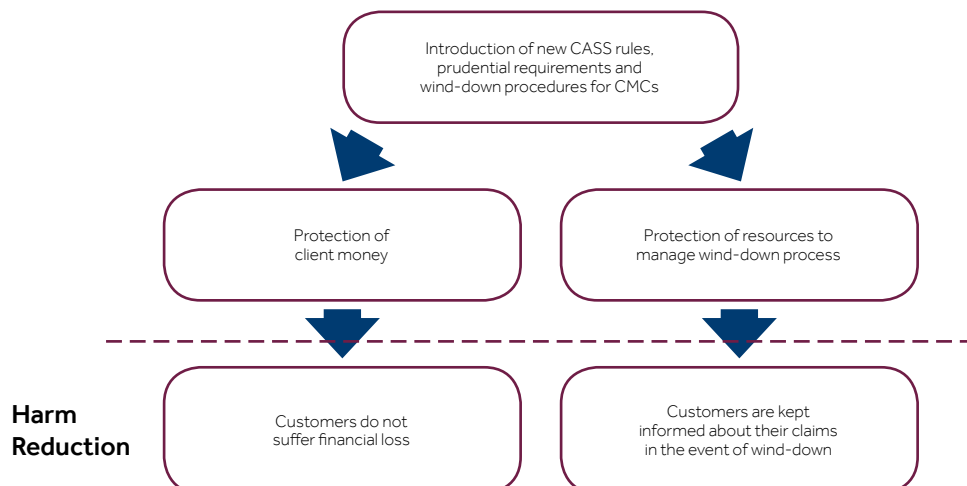 Introduction of new CASS rules,
prudential requirements and
wind-down procedures for CMCs
Protection of
client money
Protection of resources to
manage wind-down process
Harm
Reduction
Customers do not
suffer financial loss
Customers are kept
informed about their claims
in the event of wind-down